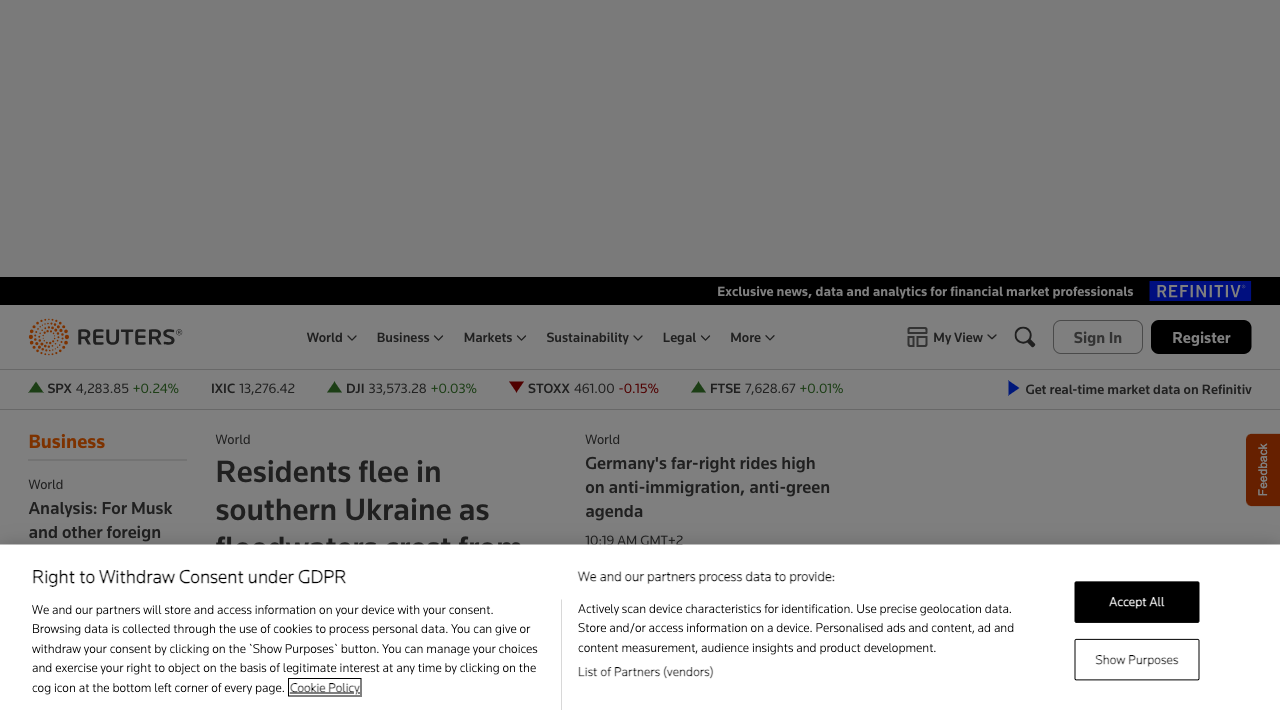 Exclusive news, data and analytics for financial market professionals REFINITIV
REUTERS®
World Business Markets Sustainability Legal More
My View Sign In Register
SPX 4,283.85 +0.24% IXIC 13,276.42 DJI 33,573.28 +0.03% STOXX 461.00 -0.15% FTSE 7,628.67 +0.01% Get real-time market data on Refinitiv
Business
World
Analysis: For Musk
and other foreign
World
Residents flee in
southern Ukraine as
floodwaters crest from
World
Germany's far-right rides high
on anti-immigration, anti-green
agenda
10:19 AM GMT+2
Feedback
Right to Withdraw Consent under GDPR
We and our partners will store and access information on your device with your consent.
Browsing data is collected through the use of cookies to process personal data. You can give or
withdraw your consent by clicking on the `Show Purposes` button. You can manage your choices
and exercise your right to object on the basis of legitimate interest at any time by clicking on the
cog icon at the bottom left corner of every page. Cookie Policy
We and our partners process data to provide:
Actively scan device characteristics for identification. Use precise geolocation data.
Store and/or access information on a device. Personalised ads and content, ad and
content measurement, audience insights and product development.
List of Partners (vendors)
Accept All
Show Purposes